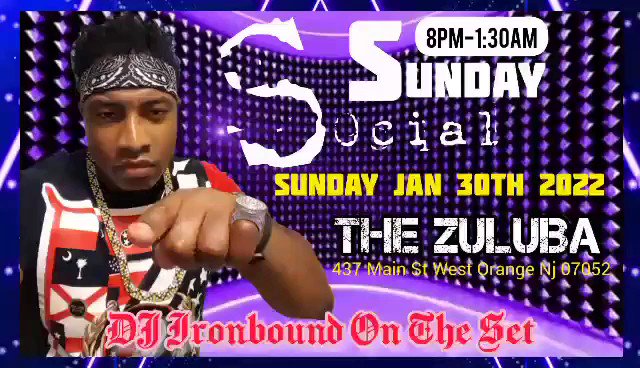 8PM-1:30AM
SUNDAY
Social
SUNDAY JAN 30TH 2022
THE ZULUBA
437 Main St West Orange Nj 07052
DJ Ironbound On The Set